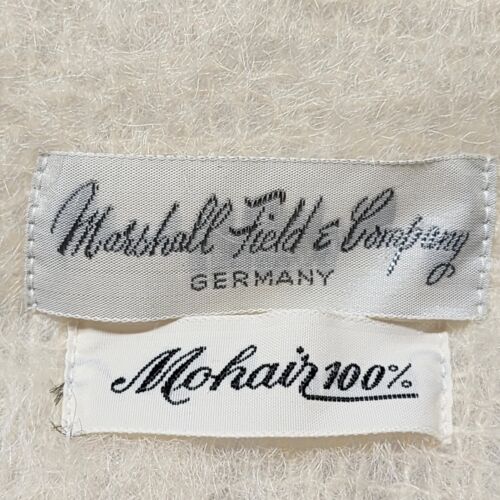 Marshall Field & Company
GERMANY
Mohair 100%